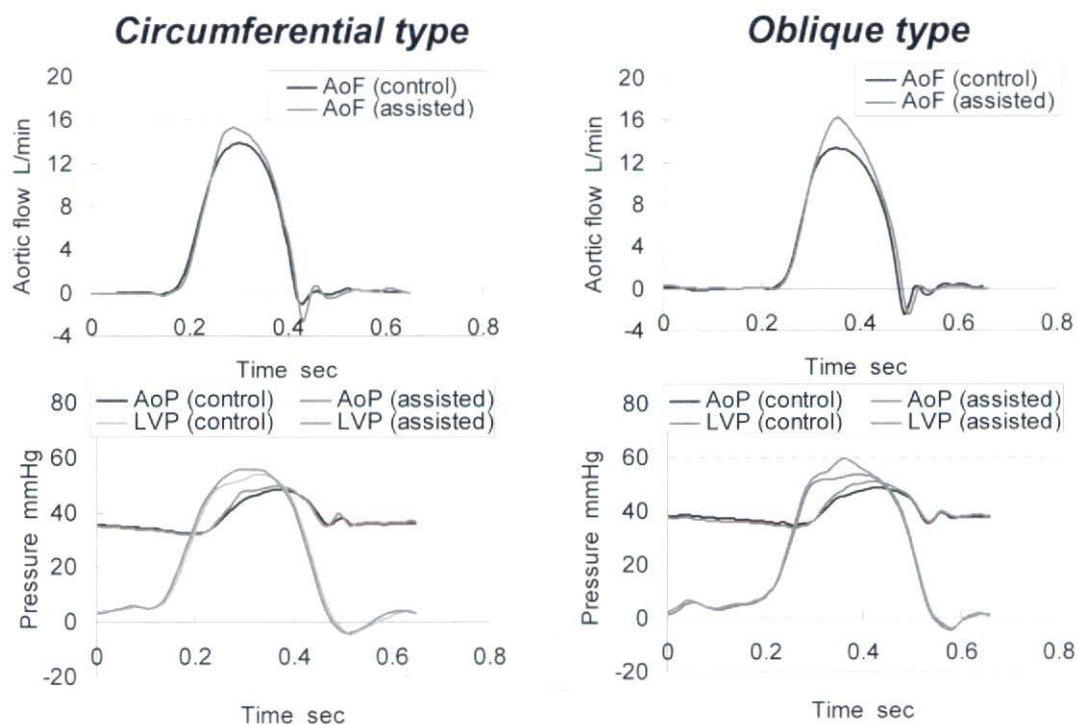 Circumferential type
AoF (control)
AoF (assisted)
20
16
12
8
4
0
-4
0 0.2 0.4 0.6 0.8
Aortic flow L/min
Time sec
AoP (control) AoP (assisted)
LVP (control) LVP (assisted)
80
60
40
20
0
-20
0 0.2 0.4 0.6 0.8
Pressure mmHg
Time sec
Oblique type
AoF (control)
AoF (assisted)
20
16
12
8
4
0
-4
0 0.2 0.4 0.6 0.8
Aortic flow L/min
Time sec
AoP (control) AoP (assisted)
LVP (control) LVP (assisted)
80
60
40
20
0
-20
0 0.2 0.4 0.6 0.8
Pressure mmHg
Time sec